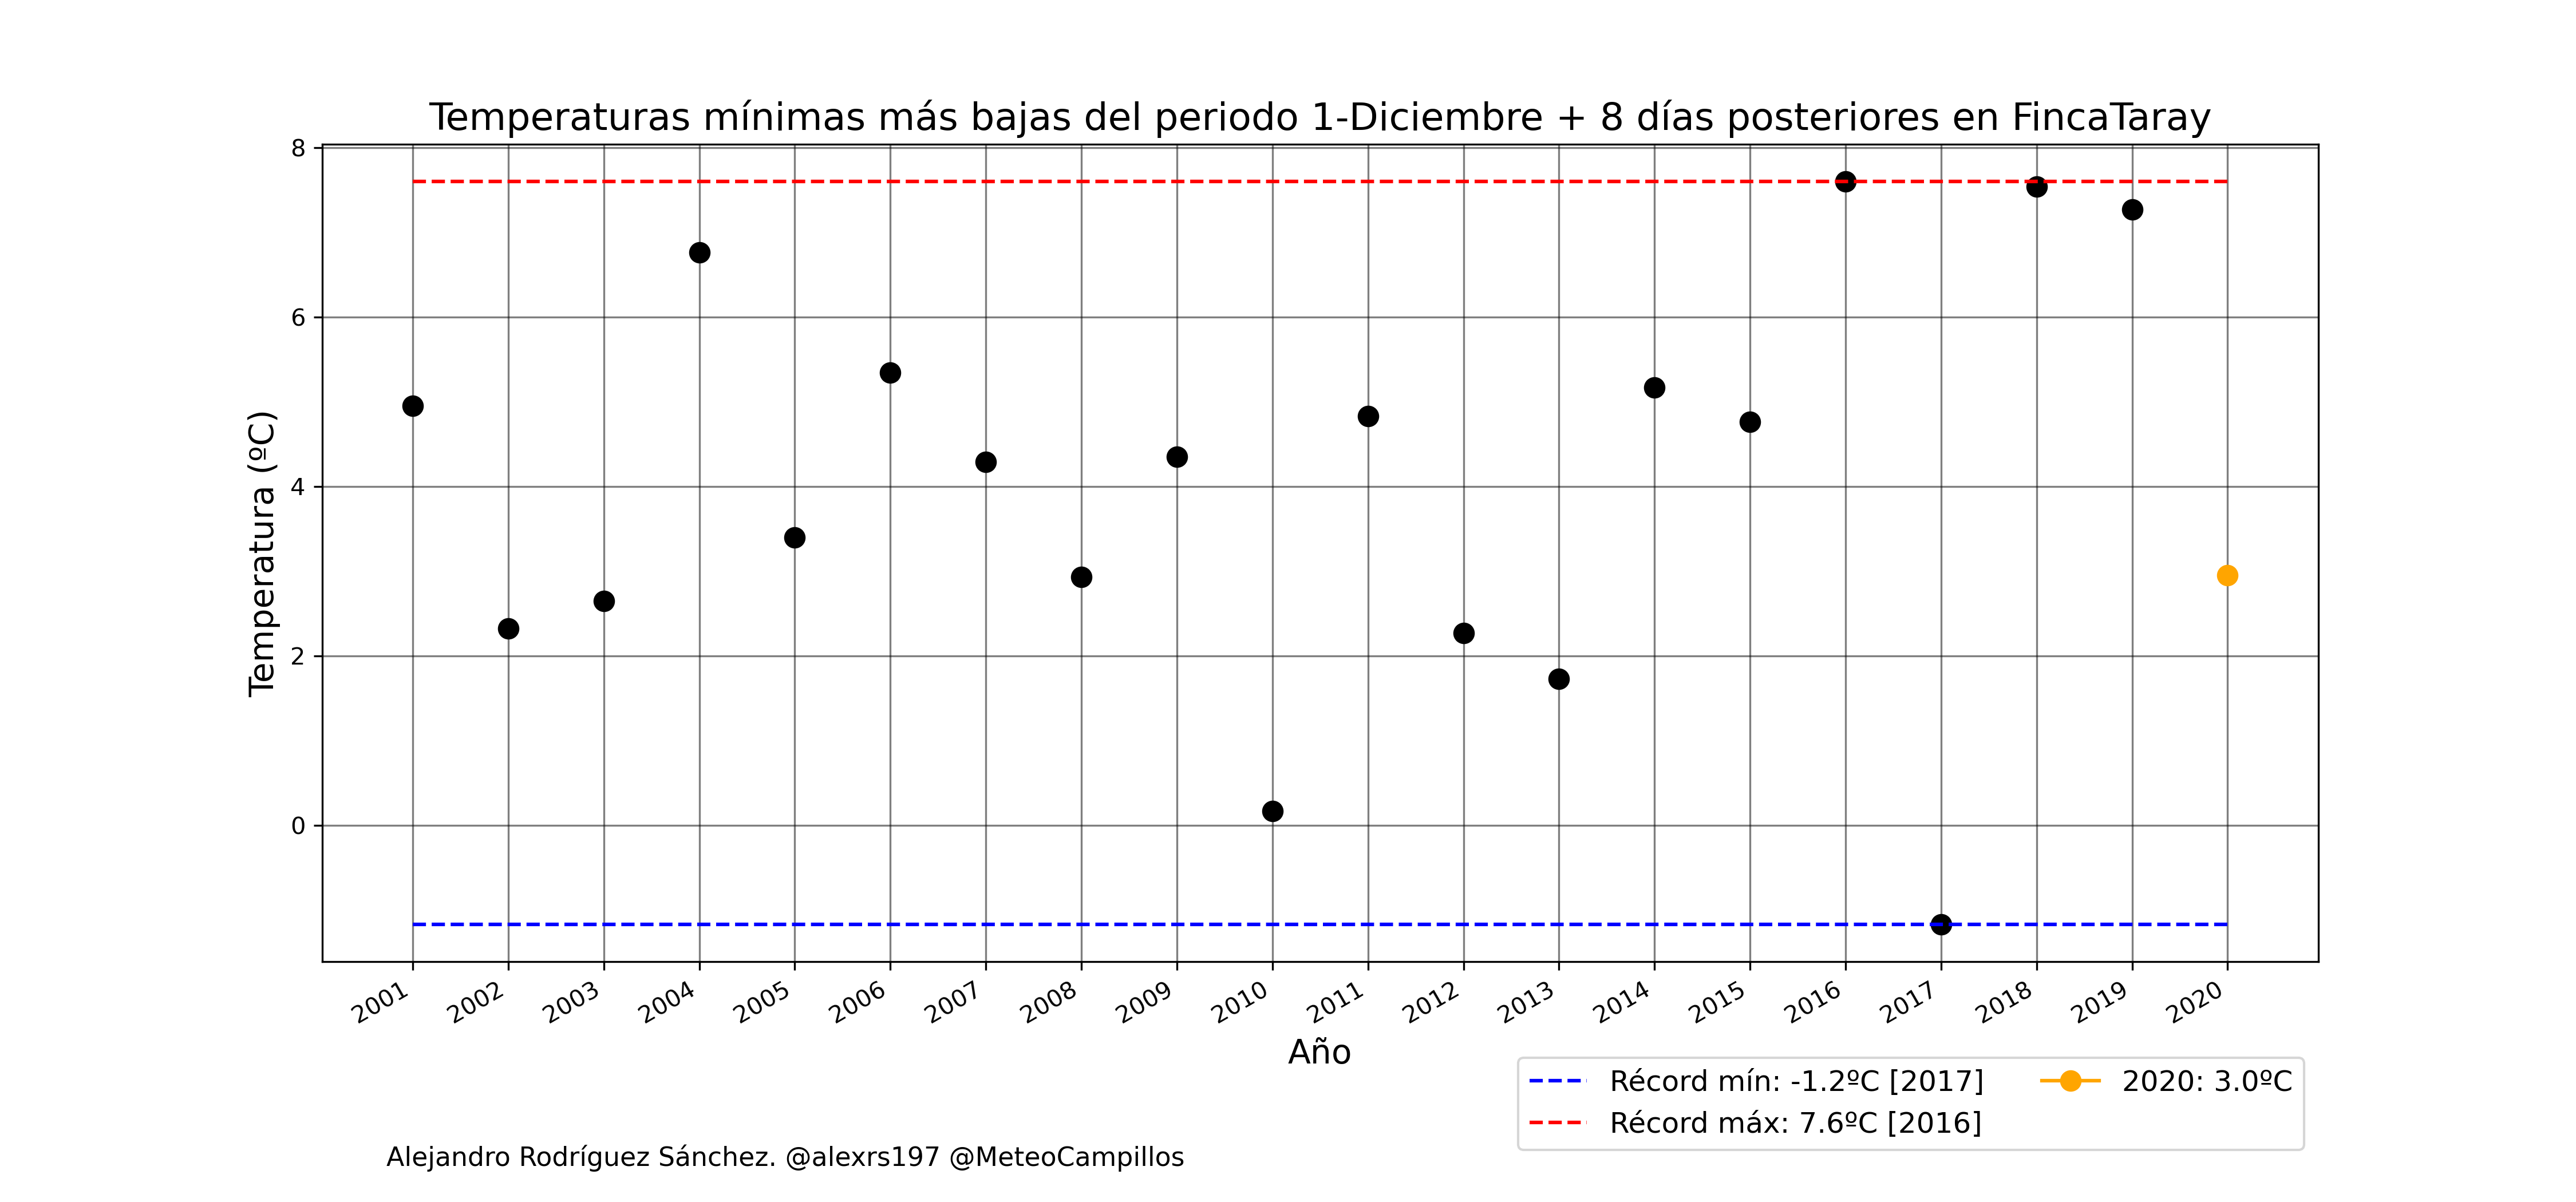 Temperaturas mínimas más bajas del periodo 1-Diciembre + 8 días posteriores en FincaTaray
Temperatura (ºC)
8
6
4
2
0
2001 2002 2003 2004 2005 2006 2007 2008 2009 2010 2011 2012 2013 2014 2015 2016 2017 2018 2019 2020
Año
Récord mín: -1.2ºC [2017]
Récord máx: 7.6ºC [2016]
2020: 3.0ºC
Alejandro Rodríguez Sánchez. @alexrs197 @MeteoCampillos